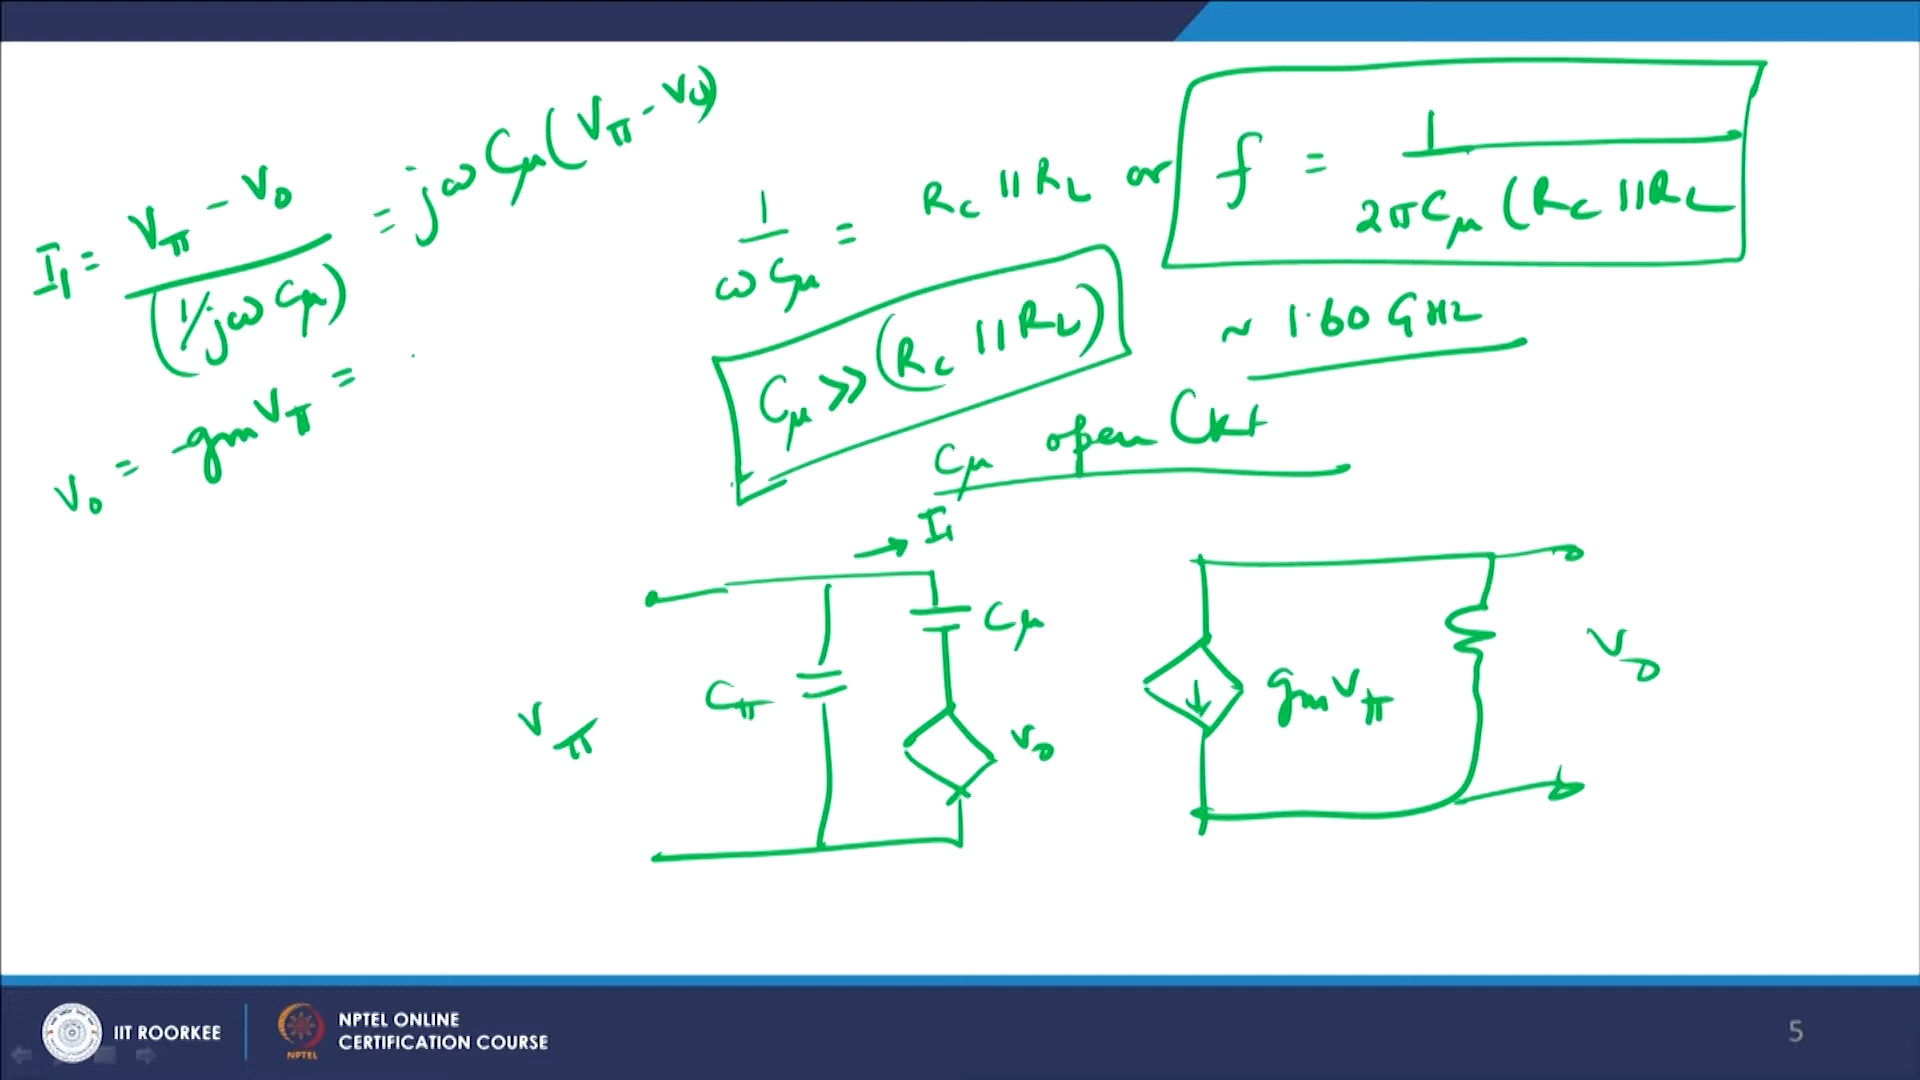 I₁ = Vπ - V₀ / (1/jωCμ) = jωCμ(Vπ - V₀)
V₀ = -gmVπ =
1/ωCμ = Rc || RL or f = 1 / 2πCμ (Rc || RL
Cμ >> (Rc || RL)
~ 1.60 GHz
Cμ open Ckt
→ I₁
Cμ
Cπ
Vπ
V₀
↓ gmVπ
V₀
IIT ROORKEE
NPTEL
NPTEL ONLINE
CERTIFICATION COURSE
5